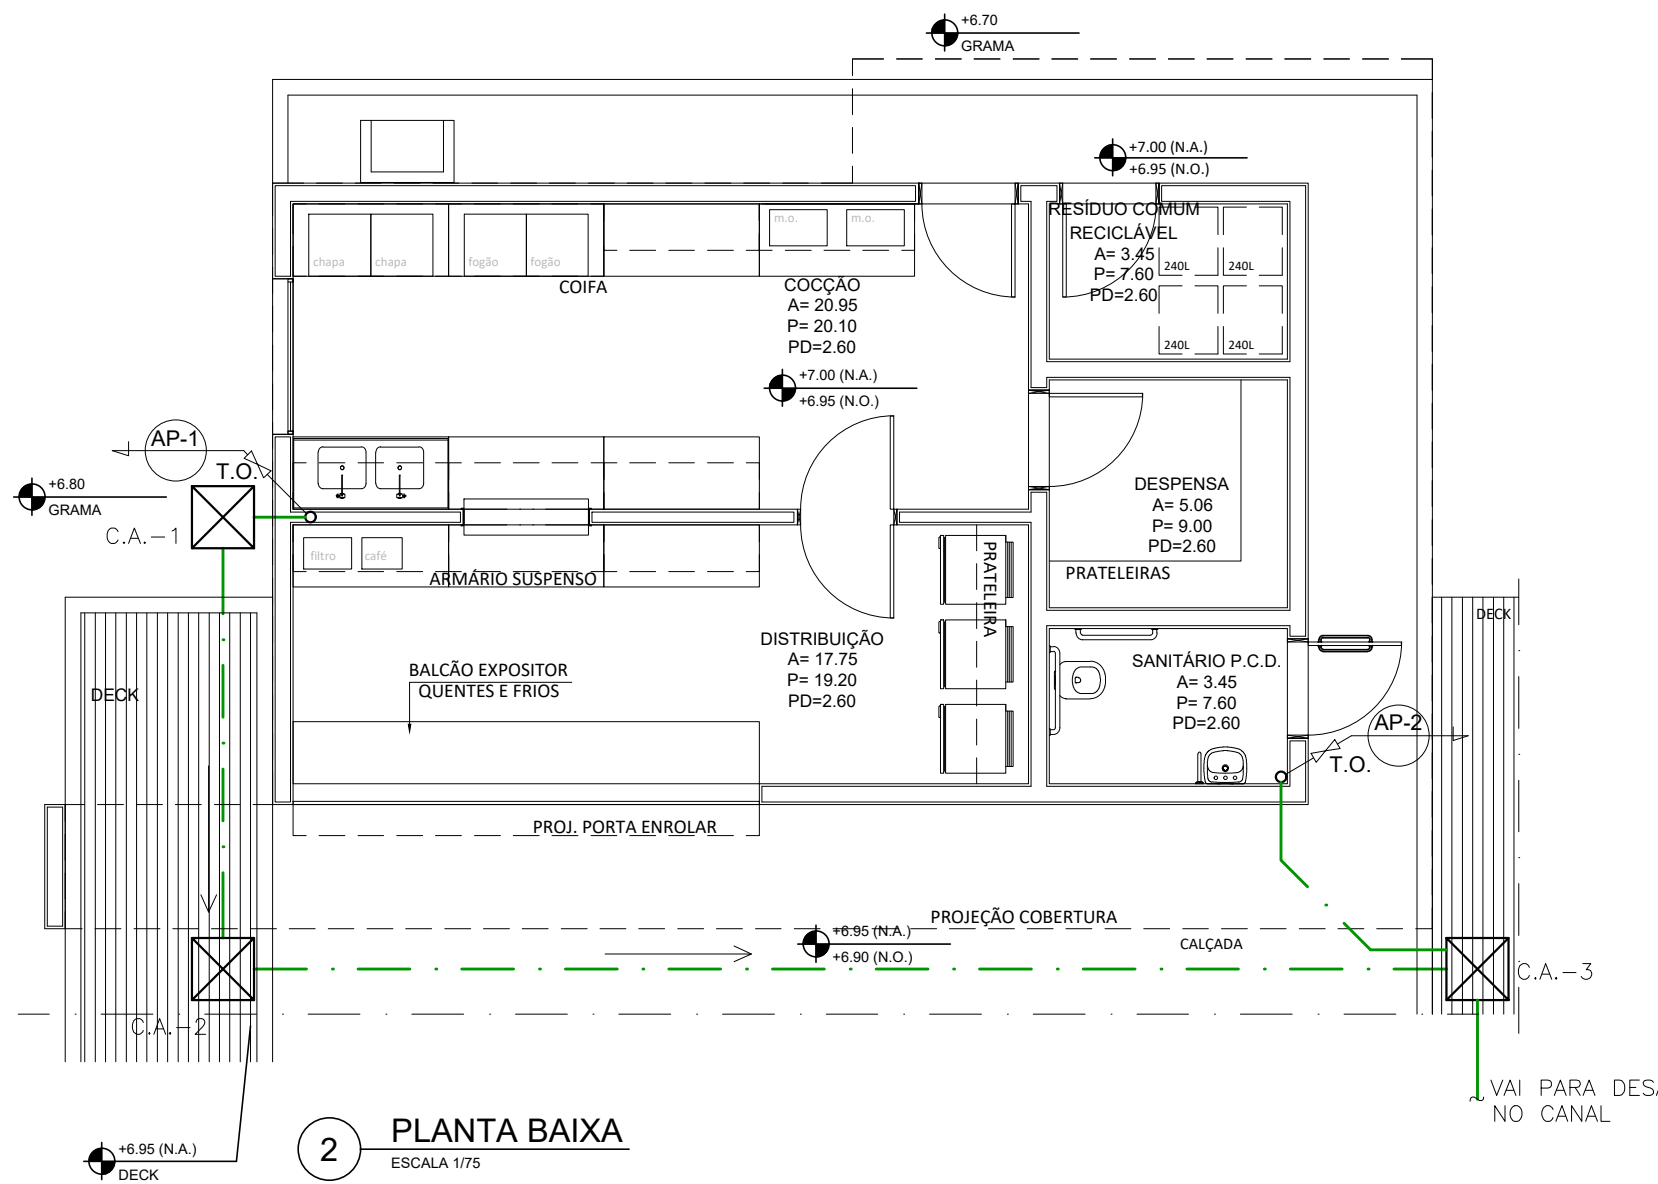 +6.70
GRAMA
+7.00 (N.A.)
+6.95 (N.O.)
m.o.
m.o.
RESÍDUO COMUM
RECICLÁVEL
A= 3.45
P= 7.60
PD=2.60
240L
240L
240L
240L
chapa
chapa
fogão
fogão
COIFA
COCÇÃO
A= 20.95
P= 20.10
PD=2.60
+7.00 (N.A.)
+6.95 (N.O.)
AP-1
T.O.
+6.80
GRAMA
C.A.-1
DESPENSA
A= 5.06
P= 9.00
PD=2.60
PRATELEIRAS
filtro
café
ARMÁRIO SUSPENSO
PRATELEIRA
DECK
DISTRIBUIÇÃO
A= 17.75
P= 19.20
PD=2.60
SANITÁRIO P.C.D.
A= 3.45
P= 7.60
PD=2.60
BALCÃO EXPOSITOR
QUENTES E FRIOS
DECK
AP-2
T.O.
PROJ. PORTA ENROLAR
PROJEÇÃO COBERTURA
+6.95 (N.A.)
+6.90 (N.O.)
CALÇADA
C.A.-3
C.A.-2
VAI PARA DES
NO CANAL
2
PLANTA BAIXA
ESCALA 1/75
+6.95 (N.A.)
DECK